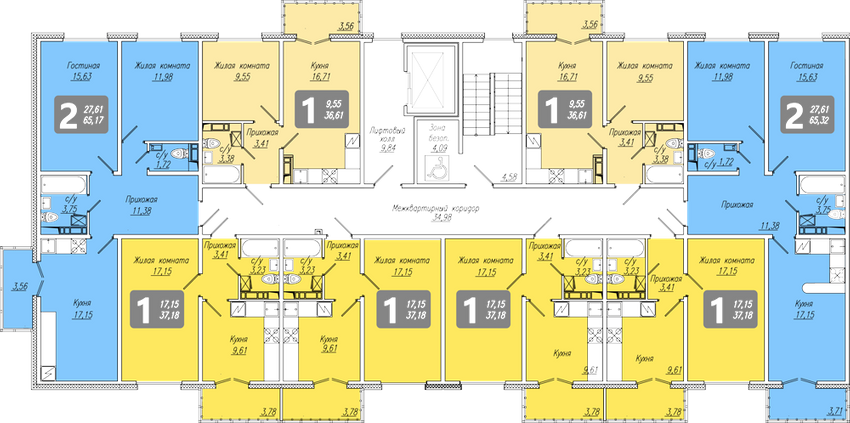 3,56
3,56
Гостиная
15,63
Жилая комната
11,98
Жилая комната
9,55
Кухня
16,71
Кухня
16,71
Жилая комната
9,55
Жилая комната
11,98
Гостиная
15,63
2
27,61
65,17
1
9,55
36,61
1
9,55
36,61
2
27,61
65,32
Прихожая
3,41
Лифтовый
холл
9,84
Зона
безоп.
4,09
Прихожая
3,41
с/у
1,72
с/у
3,38
4,58
с/у
3,38
с/у
1,72
с/у
3,75
Прихожая
11,38
Межквартирный коридор
34,98
Прихожая
11,38
с/у
3,75
Жилая комната
17,15
Прихожая
3,41
с/у
3,23
с/у
3,23
Прихожая
3,41
Жилая комната
17,15
Жилая комната
17,15
Прихожая
3,41
с/у
3,23
с/у
3,23
Прихожая
3,41
Жилая комната
17,15
3,56
Кухня
17,15
1
17,15
37,18
1
17,15
37,18
1
17,15
37,18
1
17,15
37,18
Кухня
17,15
Кухня
9,61
Кухня
9,61
Кухня
9,61
Кухня
9,61
3,78
3,78
3,78
3,78
3,71